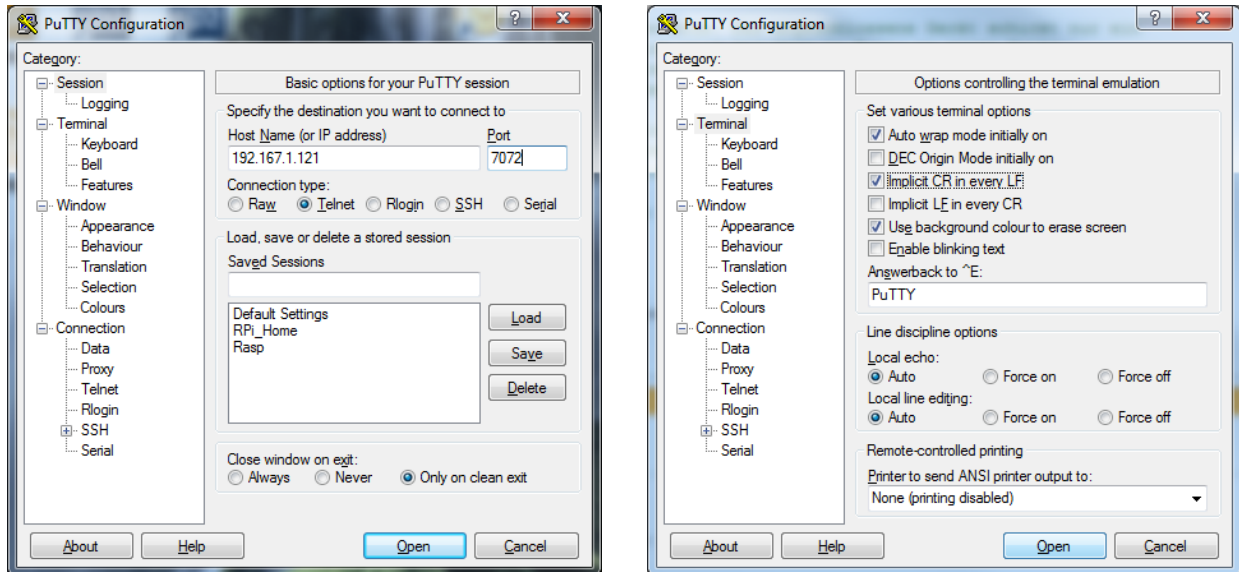 PuTTY Configuration
Category:
Session
Logging
Terminal
Keyboard
Bell
Features
Window
Appearance
Behaviour
Translation
Selection
Colours
Connection
Data
Proxy
Telnet
Rlogin
SSH
Serial
Basic options for your PuTTY session
Specify the destination you want to connect to
Host Name (or IP address) Port
192.167.1.121 7072
Connection type:
Raw Telnet Rlogin SSH Serial
Load, save or delete a stored session
Saved Sessions
Default Settings
RPi_Home
Rasp
Load
Save
Delete
Close window on exit:
Always Never Only on clean exit
About Help Open Cancel
PuTTY Configuration
Category:
Session
Logging
Terminal
Keyboard
Bell
Features
Window
Appearance
Behaviour
Translation
Selection
Colours
Connection
Data
Proxy
Telnet
Rlogin
SSH
Serial
Options controlling the terminal emulation
Set various terminal options
Auto wrap mode initially on
DEC Origin Mode initially on
Implicit CR in every LF
Implicit LF in every CR
Use background colour to erase screen
Enable blinking text
Answerback to ^E:
PuTTY
Line discipline options
Local echo:
Auto Force on Force off
Local line editing:
Auto Force on Force off
Remote-controlled printing
Printer to send ANSI printer output to:
None (printing disabled)
About Help Open Cancel